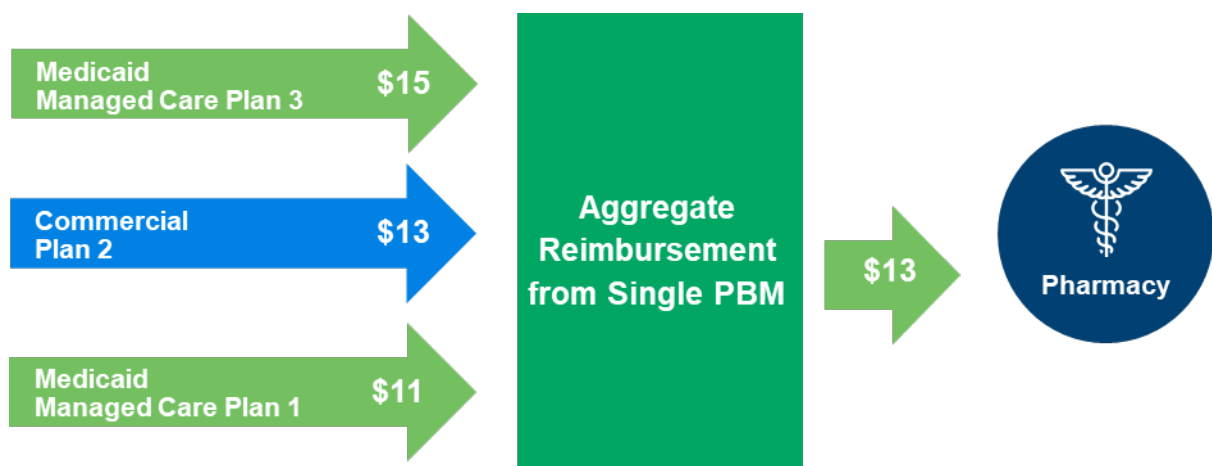 Medicaid
Managed Care Plan 3
$15
Commercial
Plan 2
$13
Medicaid
Managed Care Plan 1
$11
Aggregate
Reimbursement
from Single PBM
$13
Pharmacy